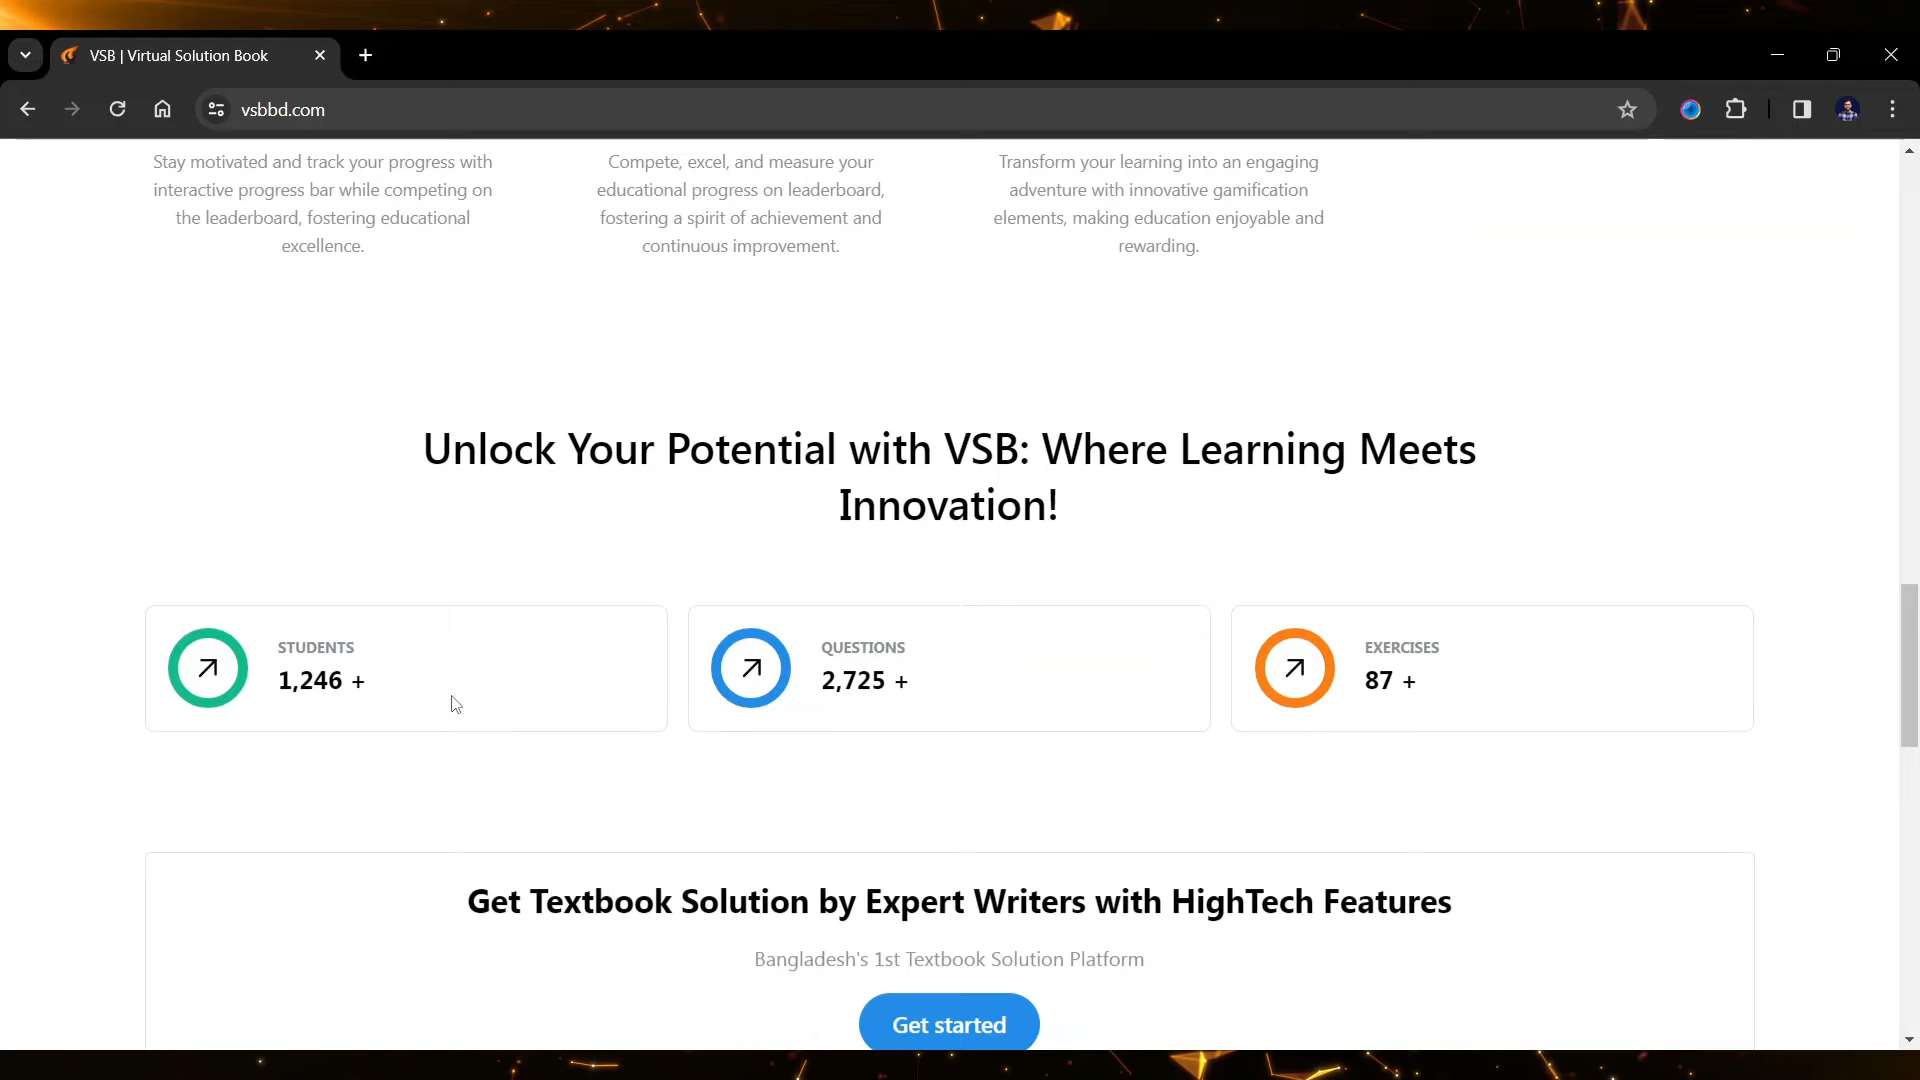 VSB | Virtual Solution Book
vsbbd.com
Stay motivated and track your progress with
interactive progress bar while competing on
the leaderboard, fostering educational
excellence.
Compete, excel, and measure your
educational progress on leaderboard,
fostering a spirit of achievement and
continuous improvement.
Transform your learning into an engaging
adventure with innovative gamification
elements, making education enjoyable and
rewarding.
Unlock Your Potential with VSB: Where Learning Meets
Innovation!
STUDENTS
1,246 +
QUESTIONS
2,725 +
EXERCISES
87 +
Get Textbook Solution by Expert Writers with HighTech Features
Bangladesh's 1st Textbook Solution Platform
Get started